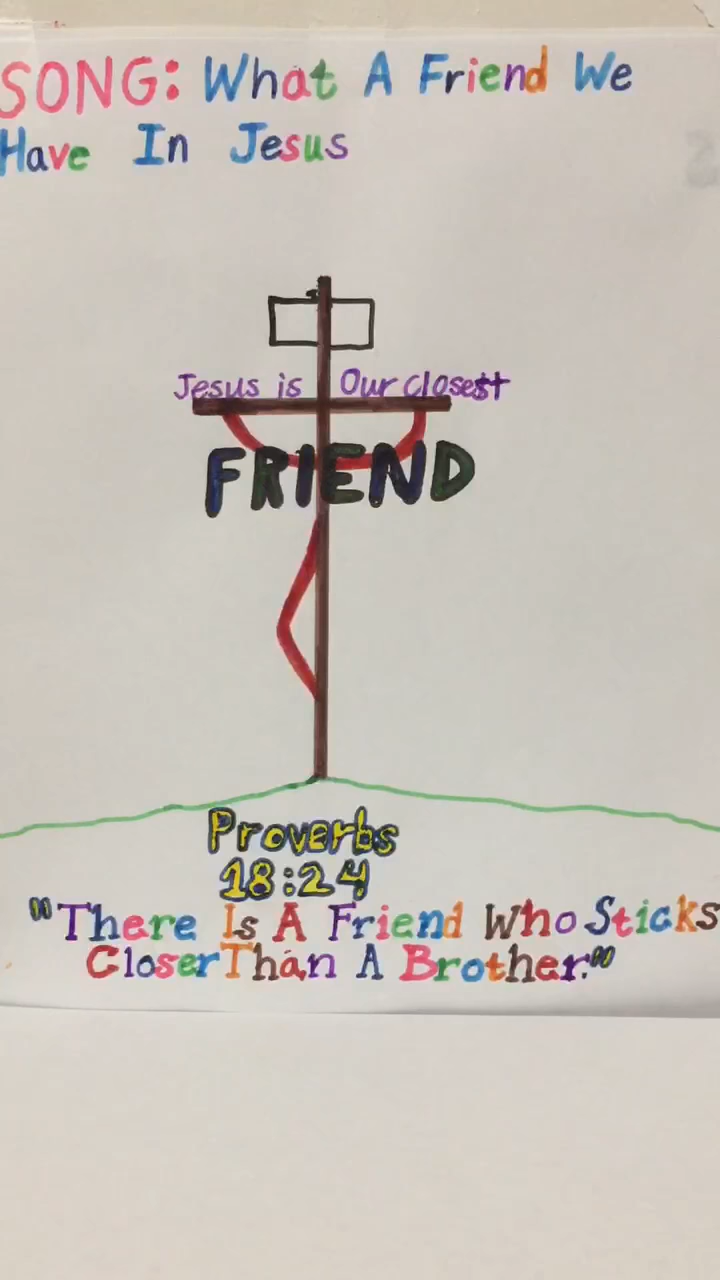 SONG: What A Friend We
Have In Jesus
Jesus is Our closest
FRIEND
Proverbs
18:24
"There Is A Friend Who Sticks
Closer Than A Brother."